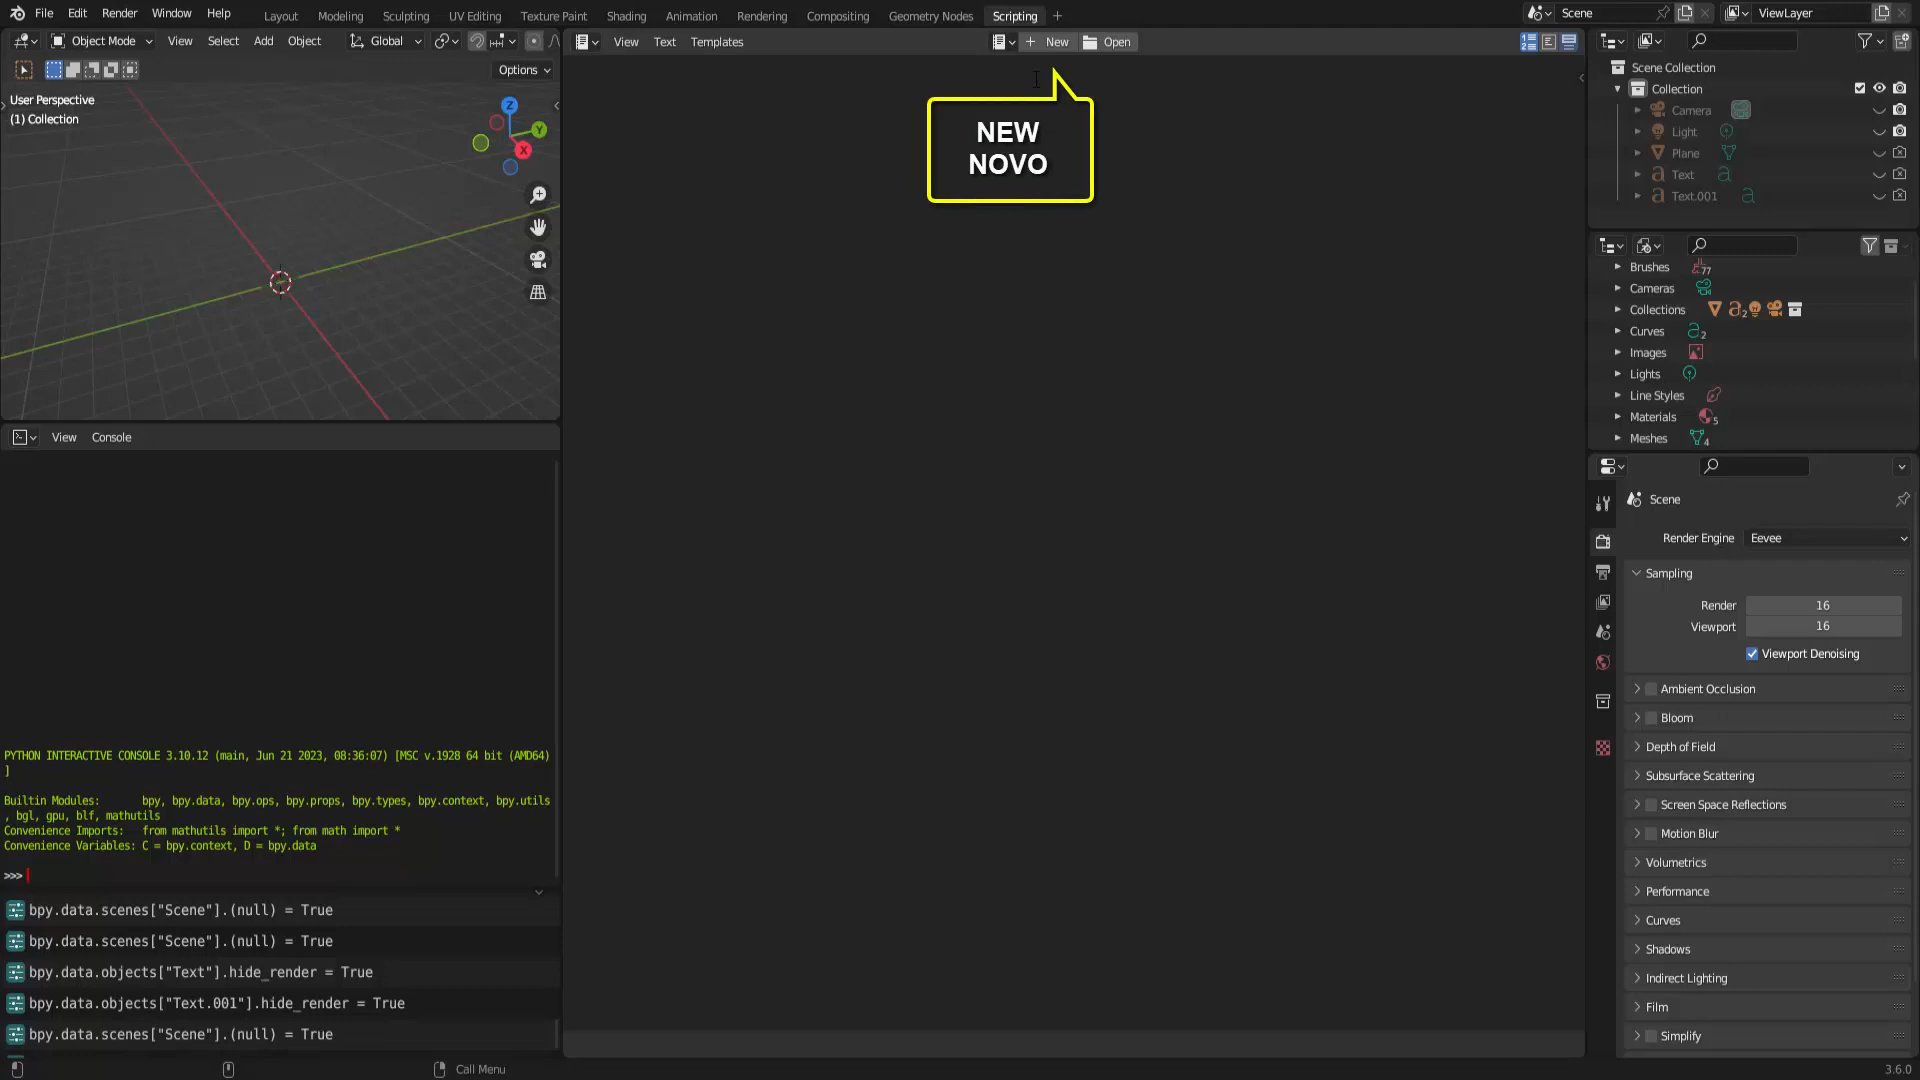 File Edit Render Window Help
Layout Modeling Sculpting UV Editing Texture Paint Shading Animation Rendering Compositing Geometry Nodes Scripting
Scene
ViewLayer
Object Mode View Select Add Object Global
Options
User Perspective
(1) Collection
Z
Y
X
View Text Templates
New Open
NEW
NOVO
Scene Collection
Collection
Camera
Light
Plane
Text
Text.001
Brushes 77
Cameras
Collections 2
Curves 2
Images
Lights
Line Styles
Materials 5
Meshes 4
Scene
Render Engine Eevee
Sampling
Render 16
Viewport 16
Viewport Denoising
Ambient Occlusion
Bloom
Depth of Field
Subsurface Scattering
Screen Space Reflections
Motion Blur
Volumetrics
Performance
Curves
Shadows
Indirect Lighting
Film
Simplify
View Console
PYTHON INTERACTIVE CONSOLE 3.10.12 (main, Jun 21 2023, 08:36:07) [MSC v.1928 64 bit (AMD64)
]
Builtin Modules: bpy, bpy.data, bpy.ops, bpy.props, bpy.types, bpy.context, bpy.utils
, bgl, gpu, blf, mathutils
Convenience Imports: from mathutils import *; from math import *
Convenience Variables: C = bpy.context, D = bpy.data
>>>
bpy.data.scenes["Scene"].(null) = True
bpy.data.scenes["Scene"].(null) = True
bpy.data.objects["Text"].hide_render = True
bpy.data.objects["Text.001"].hide_render = True
bpy.data.scenes["Scene"].(null) = True
Call Menu
3.6.0